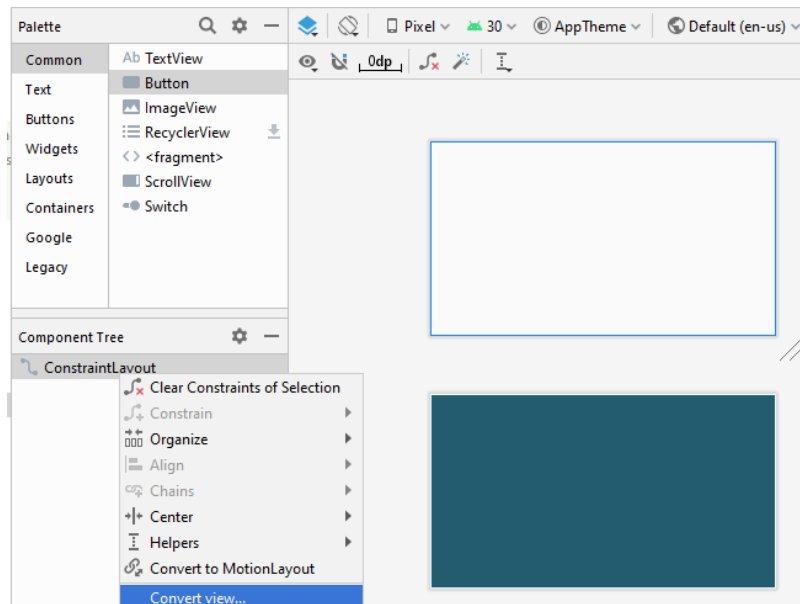 Palette
Pixel
30
AppTheme
Default (en-us)
Common
Text
Buttons
Widgets
Layouts
Containers
Google
Legacy
Ab TextView
Button
ImageView
RecyclerView
<fragment>
ScrollView
Switch
0dp
Component Tree
ConstraintLayout
Clear Constraints of Selection
Constrain
Organize
Align
Chains
Center
Helpers
Convert to MotionLayout
Convert view...